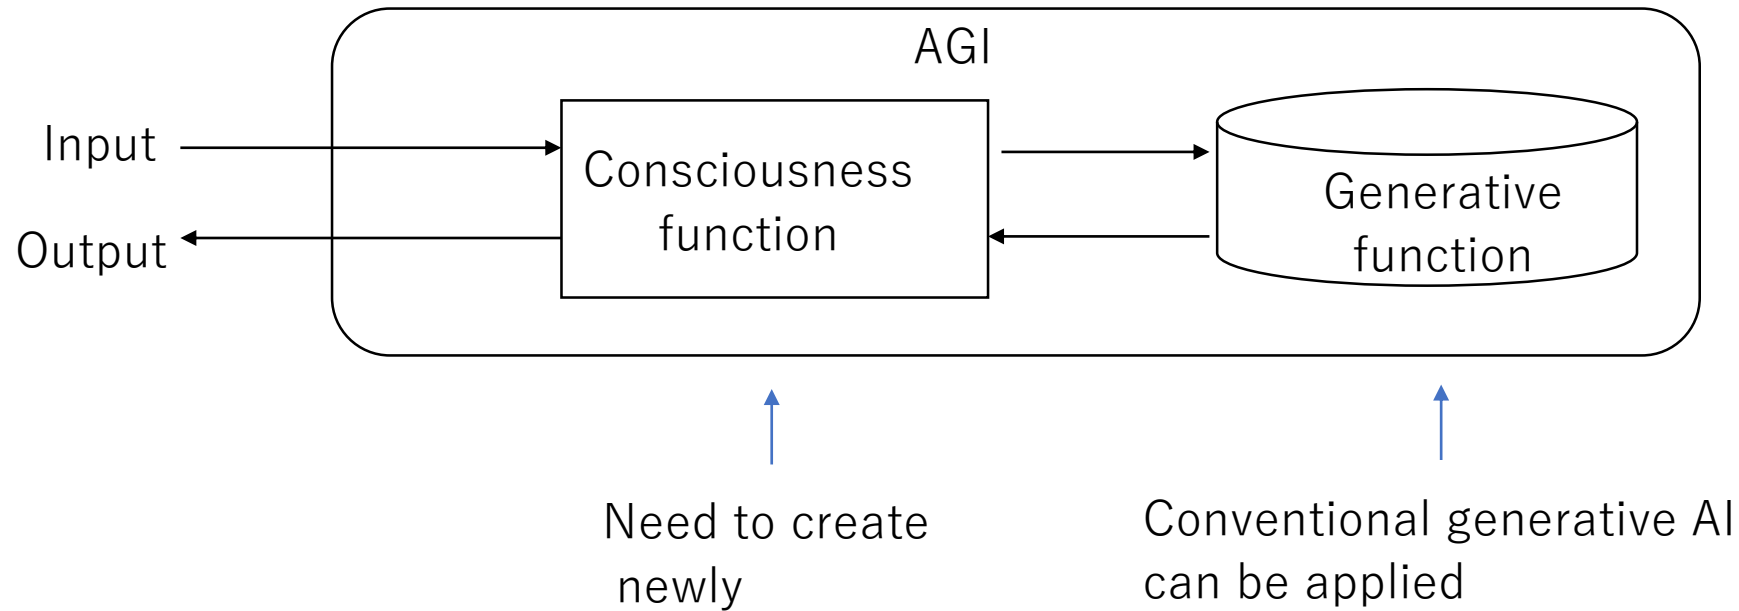 AGI
Input
Output
Consciousness
function
Generative
function
Need to create
newly
Conventional generative AI
can be applied